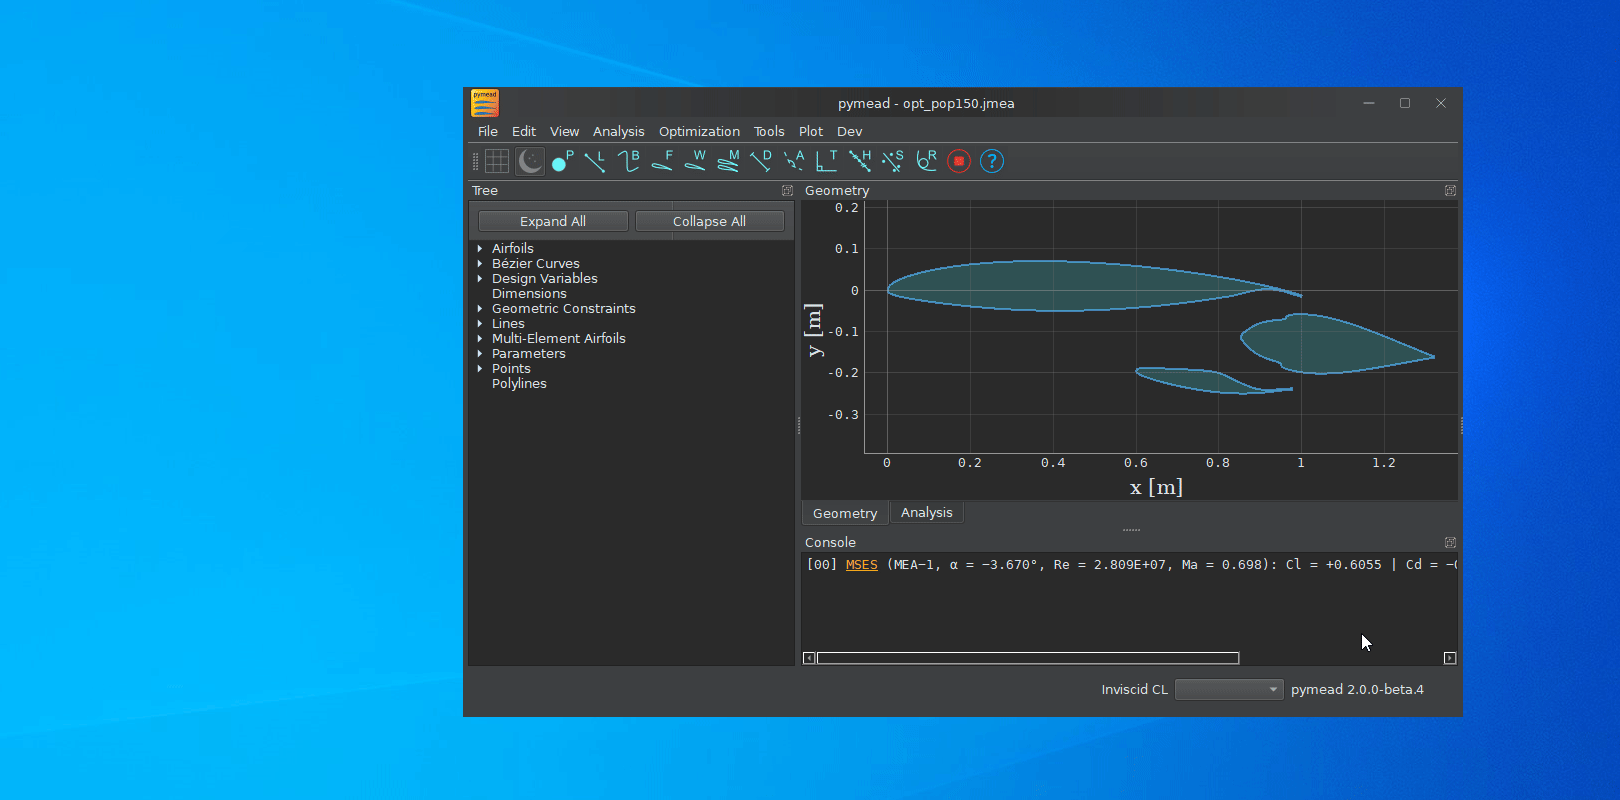 pymead
pymead - opt_pop150.jmea
File Edit View Analysis Optimization Tools Plot Dev
P L B F W M D A T H S R ?
Tree
Expand All Collapse All
Airfoils
Bézier Curves
Design Variables
Dimensions
Geometric Constraints
Lines
Multi-Element Airfoils
Parameters
Points
Polylines
Geometry
0.2
0.1
0
-0.1
-0.2
-0.3
y [m]
0 0.2 0.4 0.6 0.8 1 1.2
x [m]
Geometry Analysis
Console
[00] MSES (MEA−1, α = −3.670°, Re = 2.809E+07, Ma = 0.698): Cl = +0.6055 | Cd = −
Inviscid CL pymead 2.0.0-beta.4